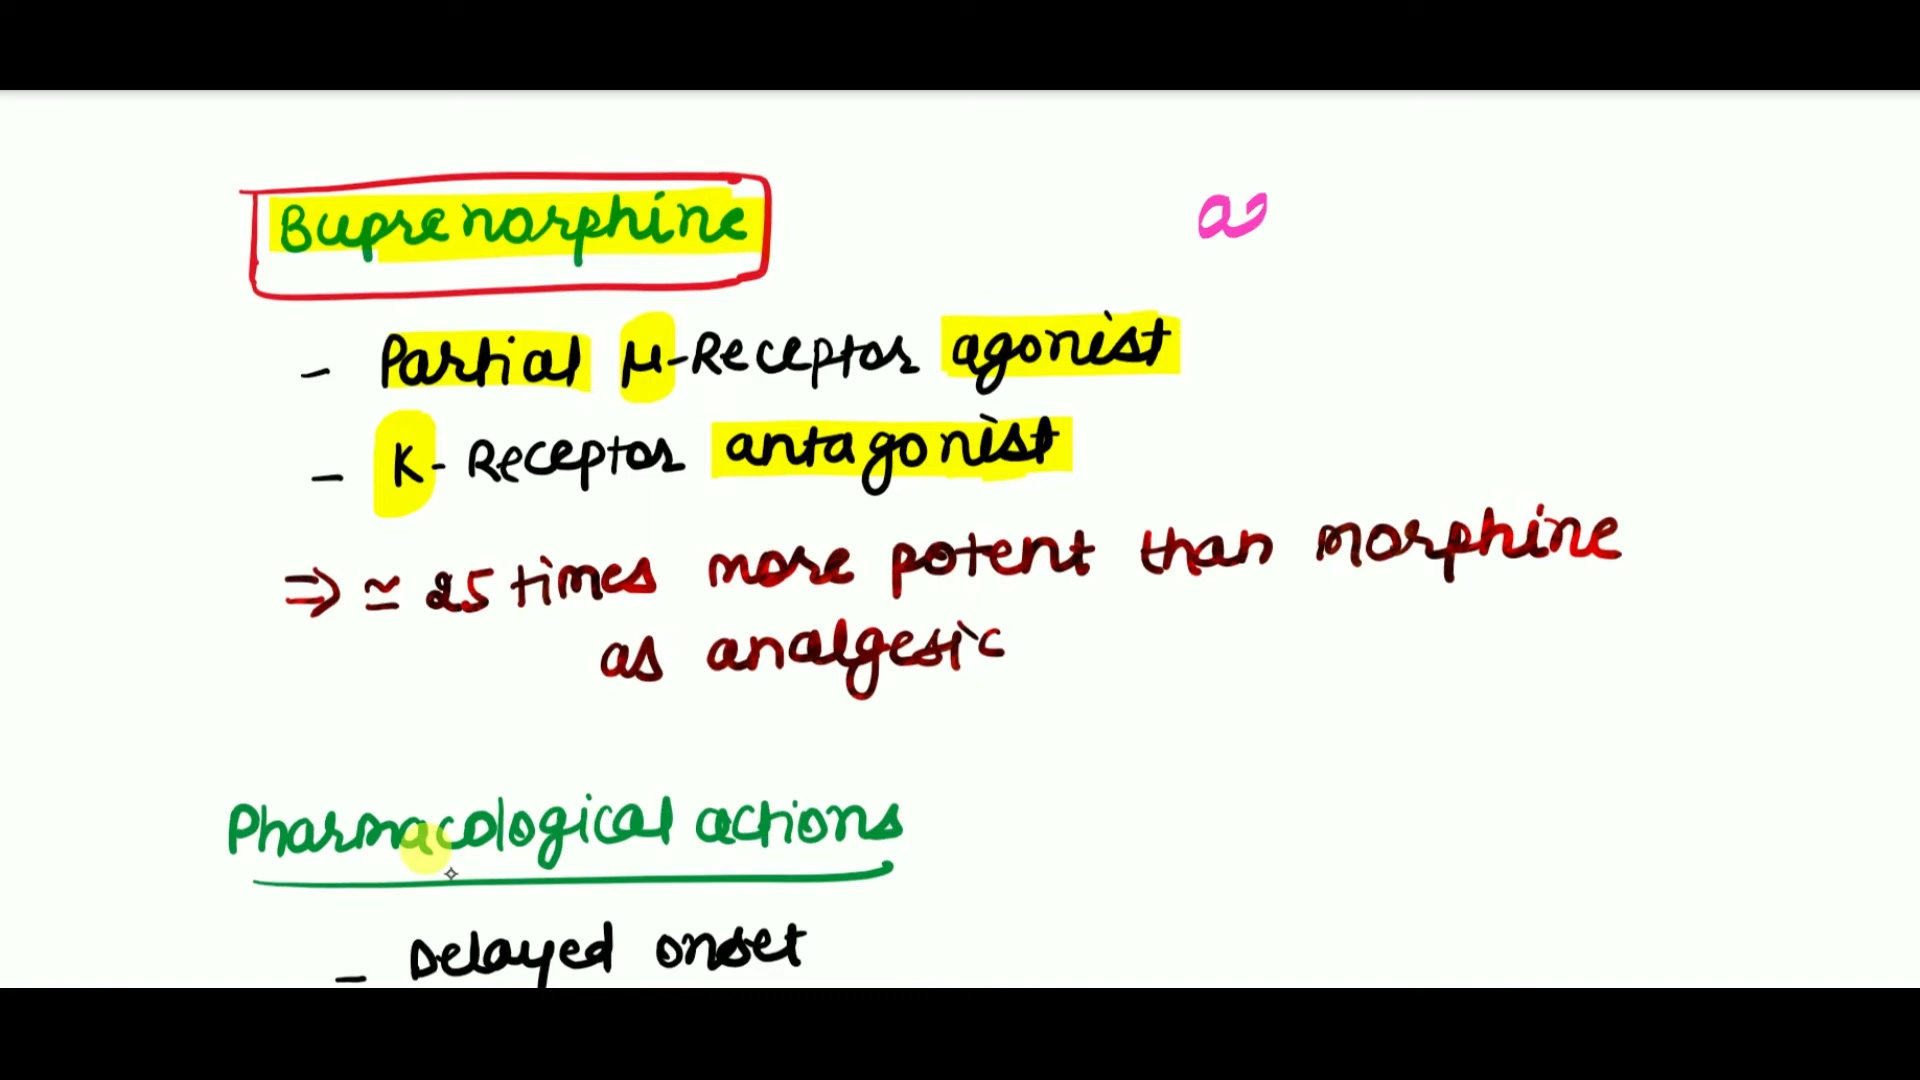 Buprenorphine
- Partial μ-Receptor agonist
- K-Receptor antagonist
⇒ ≃ 25 times more potent than morphine
as analgesic
Pharmacological actions
- Delayed onset